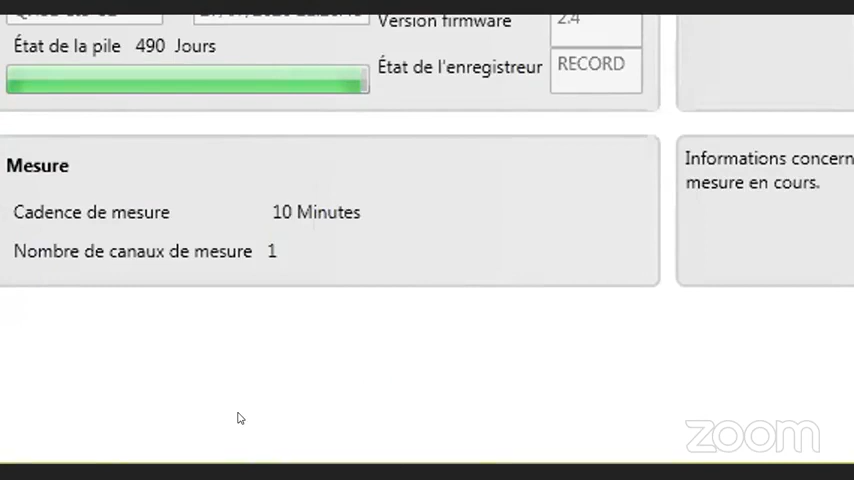 Version firmware 2.4
État de la pile 490 Jours
État de l'enregistreur RECORD
Mesure
Cadence de mesure 10 Minutes
Nombre de canaux de mesure 1
Informations concern
mesure en cours.
zoom